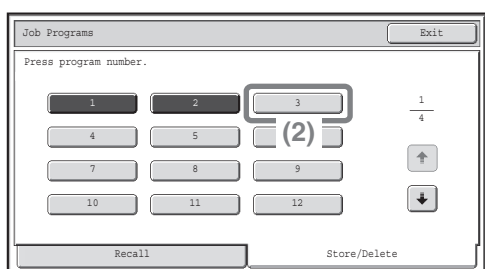 Job Programs Exit
Press program number.
1 2 3 1
4
(2)
4 5
7 8 9
10 11 12
Recall Store/Delete